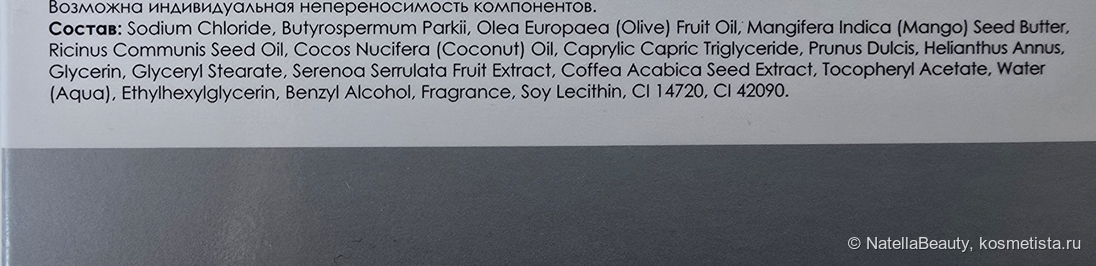 Возможна индивидуальная непереносимость компонентов.
Состав: Sodium Chloride, Butyrospermum Parkii, Olea Europaea (Olive) Fruit Oil, Mangifera Indica (Mango) Seed Butter,
Ricinus Communis Seed Oil, Cocos Nucifera (Coconut) Oil, Caprylic Capric Triglyceride, Prunus Dulcis, Helianthus Annus,
Glycerin, Glyceryl Stearate, Serenoa Serrulata Fruit Extract, Coffea Acabica Seed Extract, Tocopheryl Acetate, Water
(Aqua), Ethylhexylglycerin, Benzyl Alcohol, Fragrance, Soy Lecithin, CI 14720, CI 42090.
© NatellaBeauty, kosmetista.ru